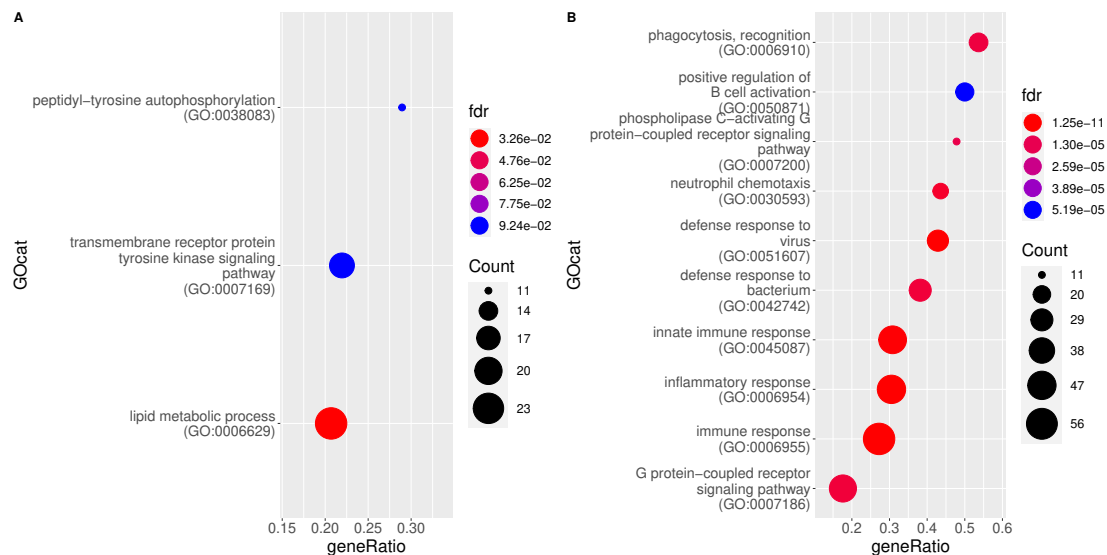 A
GOcat
peptidyl−tyrosine autophosphorylation
(GO:0038083)
transmembrane receptor protein
tyrosine kinase signaling
pathway
(GO:0007169)
lipid metabolic process
(GO:0006629)
0.15 0.20 0.25 0.30
geneRatio
fdr
3.26e−02
4.76e−02
6.25e−02
7.75e−02
9.24e−02
Count
11
14
17
20
23
B
GOcat
phagocytosis, recognition
(GO:0006910)
positive regulation of
B cell activation
(GO:0050871)
phospholipase C−activating G
protein−coupled receptor signaling
pathway
(GO:0007200)
neutrophil chemotaxis
(GO:0030593)
defense response to
virus
(GO:0051607)
defense response to
bacterium
(GO:0042742)
innate immune response
(GO:0045087)
inflammatory response
(GO:0006954)
immune response
(GO:0006955)
G protein−coupled receptor
signaling pathway
(GO:0007186)
0.2 0.3 0.4 0.5 0.6
geneRatio
fdr
1.25e−11
1.30e−05
2.59e−05
3.89e−05
5.19e−05
Count
11
20
29
38
47
56